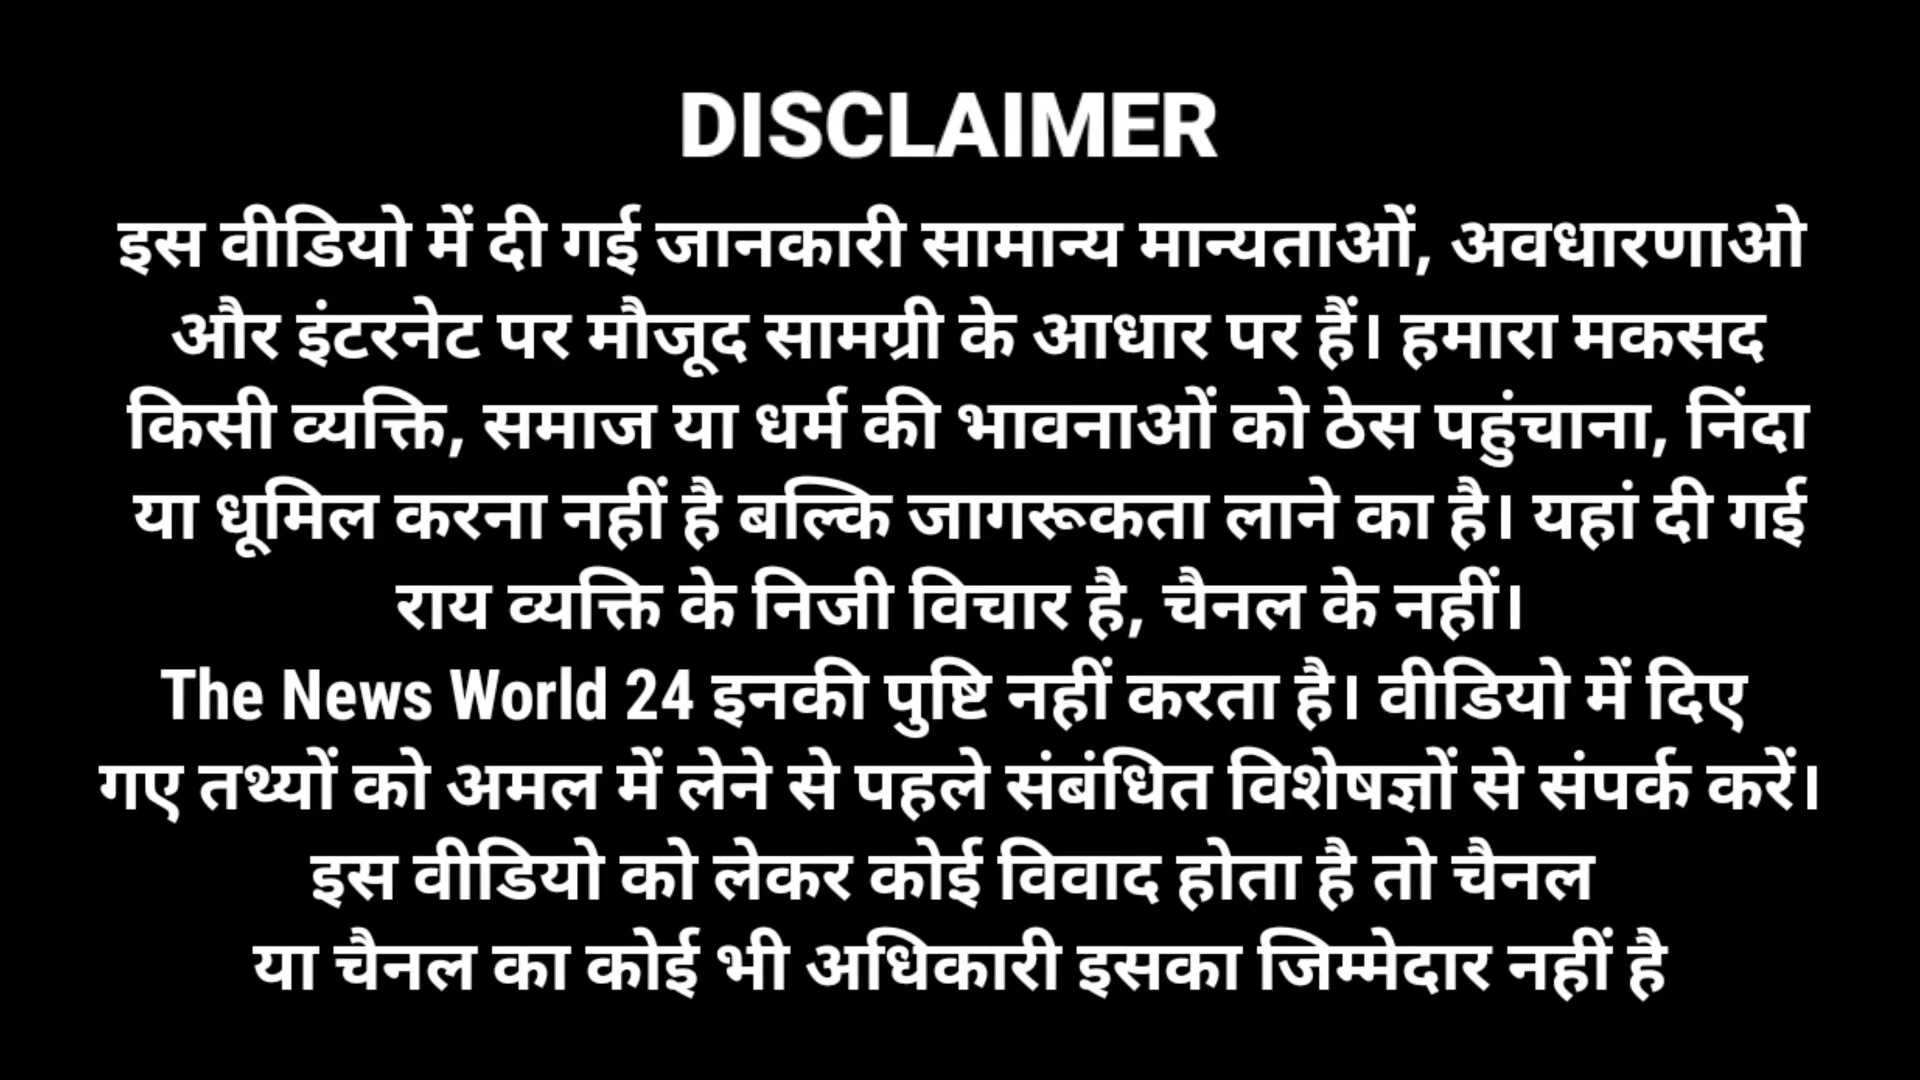 DISCLAIMER
इस वीडियो में दी गई जानकारी सामान्य मान्यताओं, अवधारणाओ
और इंटरनेट पर मौजूद सामग्री के आधार पर हैं। हमारा मकसद
किसी व्यक्ति, समाज या धर्म की भावनाओं को ठेस पहुंचाना, निंदा
या धूमिल करना नहीं है बल्कि जागरूकता लाने का है। यहां दी गई
राय व्यक्ति के निजी विचार है, चैनल के नहीं।
The News World 24 इनकी पुष्टि नहीं करता है। वीडियो में दिए
गए तथ्यों को अमल में लेने से पहले संबंधित विशेषज्ञों से संपर्क करें।
इस वीडियो को लेकर कोई विवाद होता है तो चैनल
या चैनल का कोई भी अधिकारी इसका जिम्मेदार नहीं है